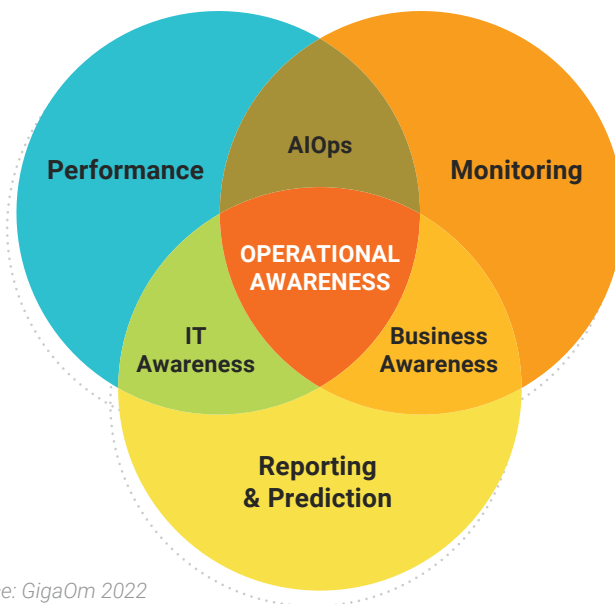 AIOps
Performance
Monitoring
OPERATIONAL
AWARENESS
IT
Awareness
Business
Awareness
Reporting
& Prediction
e: GigaOm 2022